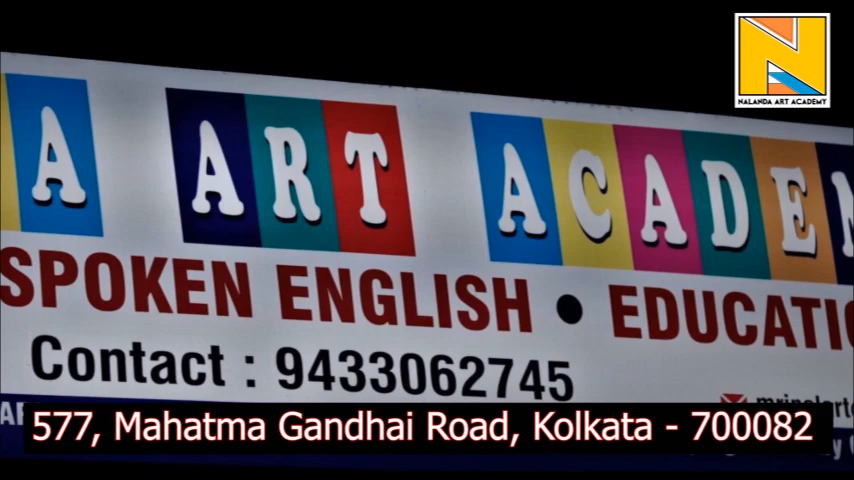 NALANDA ART ACADEMY
A ART ACADE
SPOKEN ENGLISH • EDUCATIO
Contact : 9433062745
577, Mahatma Gandhai Road, Kolkata - 700082